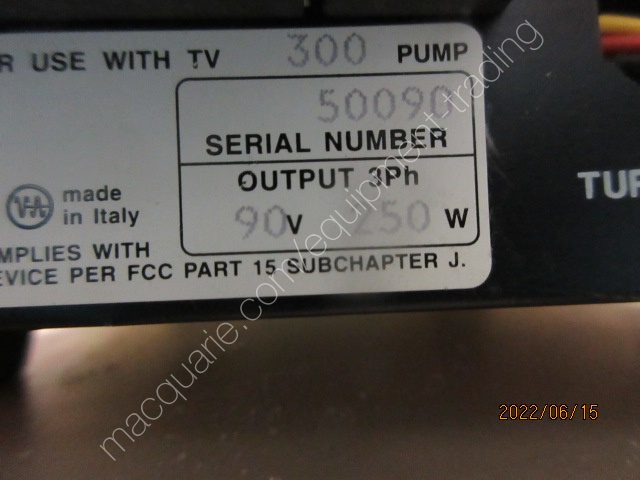 R USE WITH TV 300 PUMP
50090
SERIAL NUMBER
OUTPUT 3Ph
90 V 250 W
made
in Italy
MPLIES WITH
EVICE PER FCC PART 15 SUBCHAPTER J.
TUR
macquarie.com/equipment-trading
2022/06/15